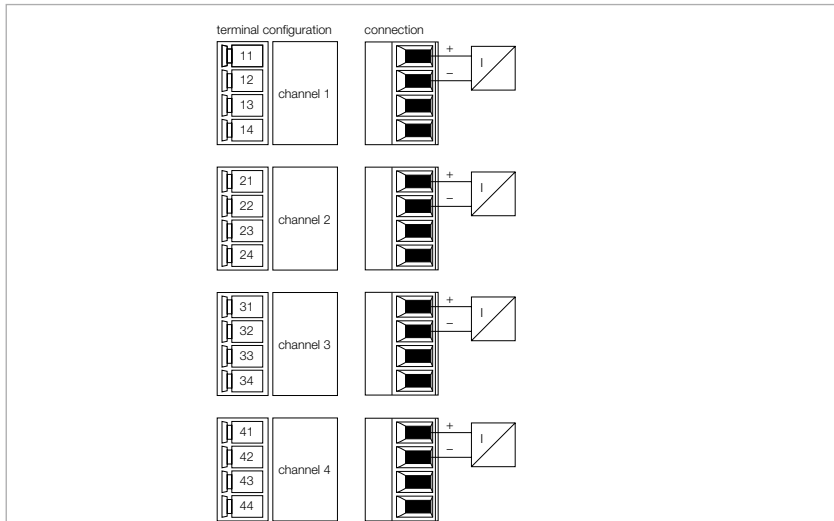 terminal configuration
connection
11
12
13
14
channel 1
+
–
I
21
22
23
24
channel 2
+
–
I
31
32
33
34
channel 3
+
–
I
41
42
43
44
channel 4
+
–
I